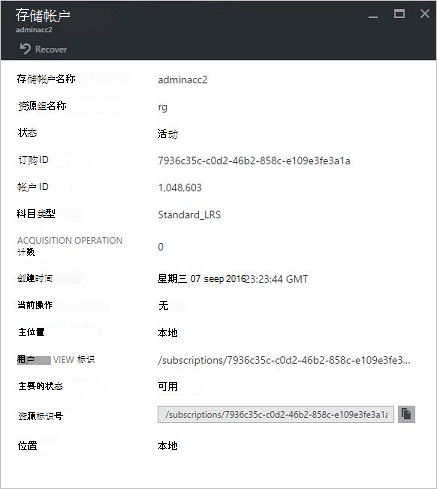 存储帐户
adminacc2
Recover
存储帐户名称 adminacc2
资源组名称 rg
状态 活动
订购 ID 7936c35c-c0d2-46b2-858c-e109e3fe3a1a
帐户 ID 1,048,603
科目类型 Standard_LRS
ACQUISITION OPERATION
计数 0
创建时间 星期三 07 seep 2016 23:23:44 GMT
当前操作 无
主位置 本地
用户 VIEW 标识 /subscriptions/7936c35c-c0d2-46b2-858c-e109e3fe...
主要的状态 可用
资源标识号 /subscriptions/7936c35c-c0d2-46b2-858c-e109e3fe3a1a
位置 本地